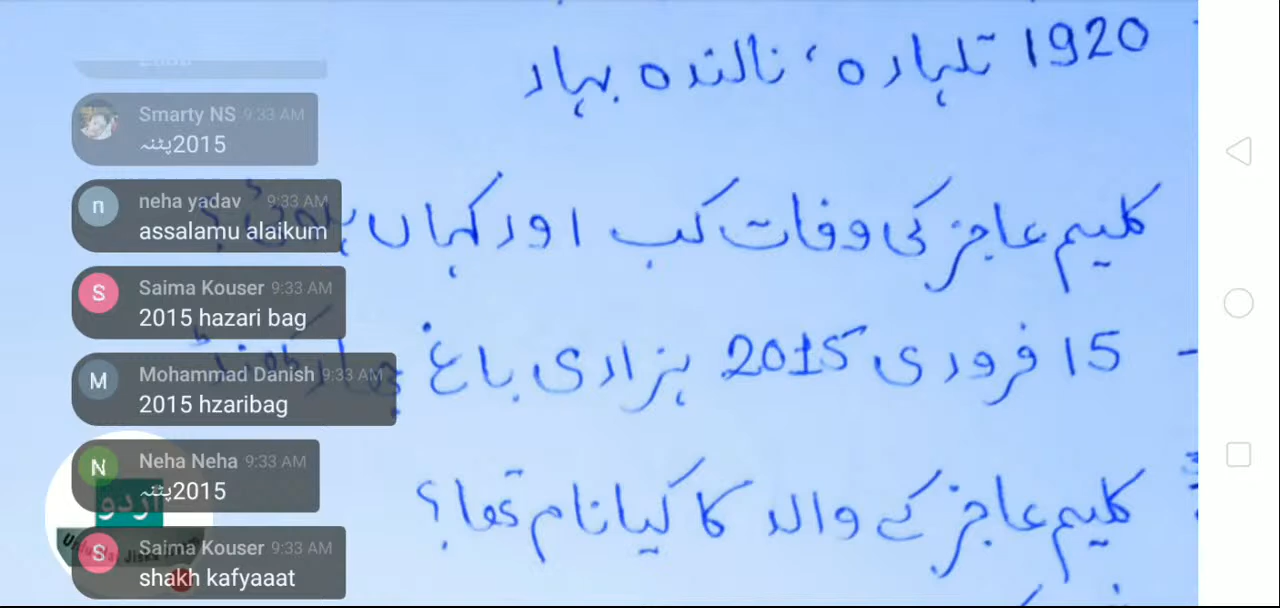 1920 تلہارہ، نالندہ بہار
کلیم عاجز کی وفات کب اور کہاں ہوئی؟
15 فروری 2015 ہزاری باغ جھارکھنڈ
کلیم عاجز کے والد کا کیا نام تھا؟
Smarty NS 9:33 AM
پٹنہ2015
neha yadav 9:33 AM
assalamu alaikum
Saima Kouser 9:33 AM
2015 hazari bag
Mohammad Danish 9:33 AM
2015 hzaribag
Neha Neha 9:33 AM
پٹنہ2015
Saima Kouser 9:33 AM
shakh kafyaaat
اردو